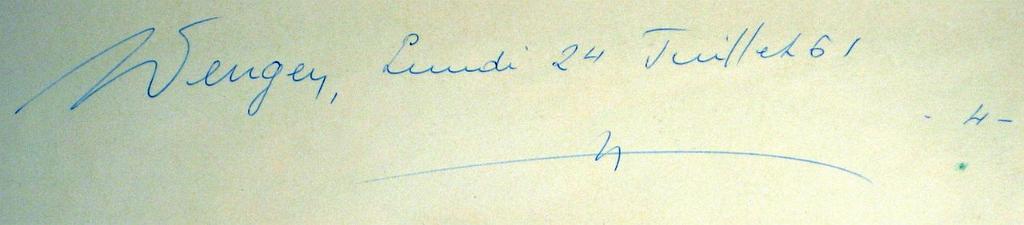 Wengen, Lundi 24 Juillet 61
- 4 -